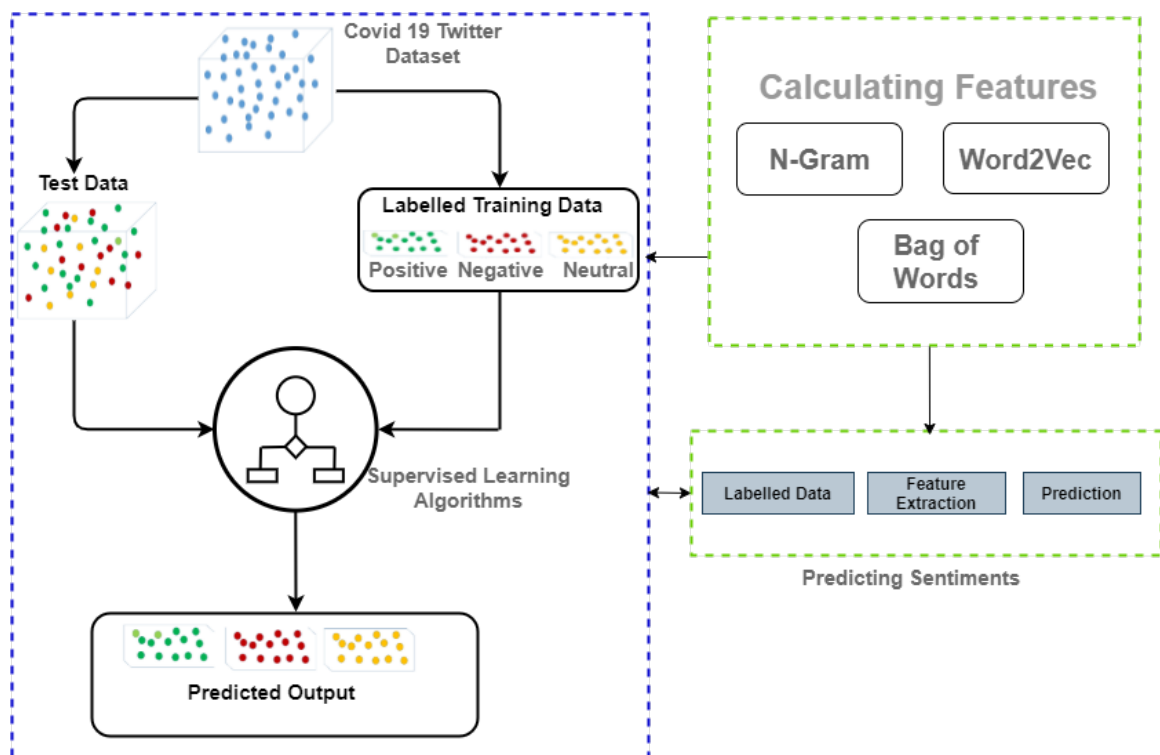 Covid 19 Twitter
Dataset
Test Data
Labelled Training Data
Positive Negative Neutral
Supervised Learning
Algorithms
Predicted Output
Calculating Features
N-Gram
Word2Vec
Bag of
Words
Labelled Data
Feature
Extraction
Prediction
Predicting Sentiments